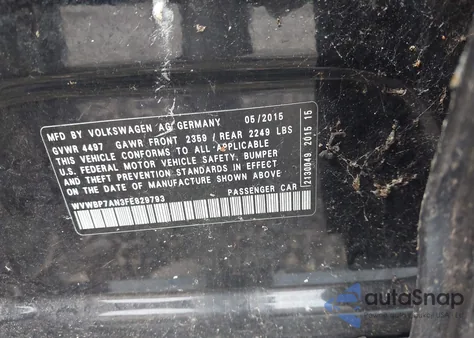 MFD BY VOLKSWAGEN AG GERMANY 05/2015
GVWR 4497 GAWR FRONT 2359 / REAR 2249 LBS
THIS VEHICLE CONFORMS TO ALL APPLICABLE
U.S. FEDERAL MOTOR VEHICLE SAFETY, BUMPER
AND THEFT PREVENTION STANDARDS IN EFFECT
ON THE DATE OF MANUFACTURE SHOWN ABOVE
WVWBP7AN3FE829793 PASSENGER CAR
2130049 2015 15
autoSnap